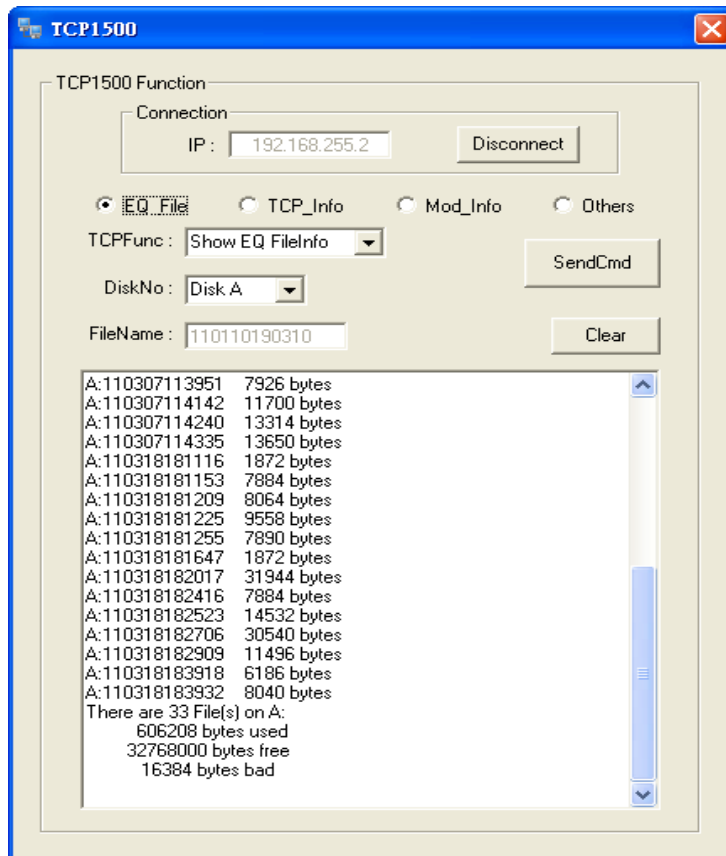 TCP1500
TCP1500 Function
Connection
IP : 192.168.255.2 Disconnect
EQ_File TCP_Info Mod_Info Others
TCPFunc : Show EQ FileInfo
SendCmd
DiskNo : Disk A
FileName : 110110190310 Clear
A:110307113951 7926 bytes
A:110307114142 11700 bytes
A:110307114240 13314 bytes
A:110307114335 13650 bytes
A:110318181116 1872 bytes
A:110318181153 7884 bytes
A:110318181209 8064 bytes
A:110318181225 9558 bytes
A:110318181255 7890 bytes
A:110318181647 1872 bytes
A:110318182017 31944 bytes
A:110318182416 7884 bytes
A:110318182523 14532 bytes
A:110318182706 30540 bytes
A:110318182909 11496 bytes
A:110318183918 6186 bytes
A:110318183932 8040 bytes
There are 33 File(s) on A:
606208 bytes used
32768000 bytes free
16384 bytes bad